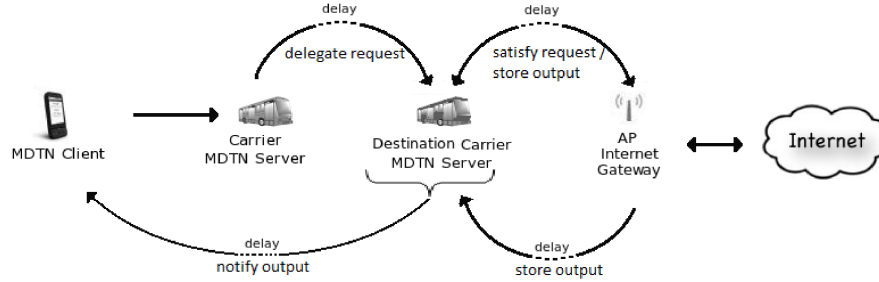 delay
delegate request
delay
satisfy request /
store output
MDTN Client
Carrier
MDTN Server
Destination Carrier
MDTN Server
AP
Internet
Gateway
Internet
delay
notify output
delay
store output